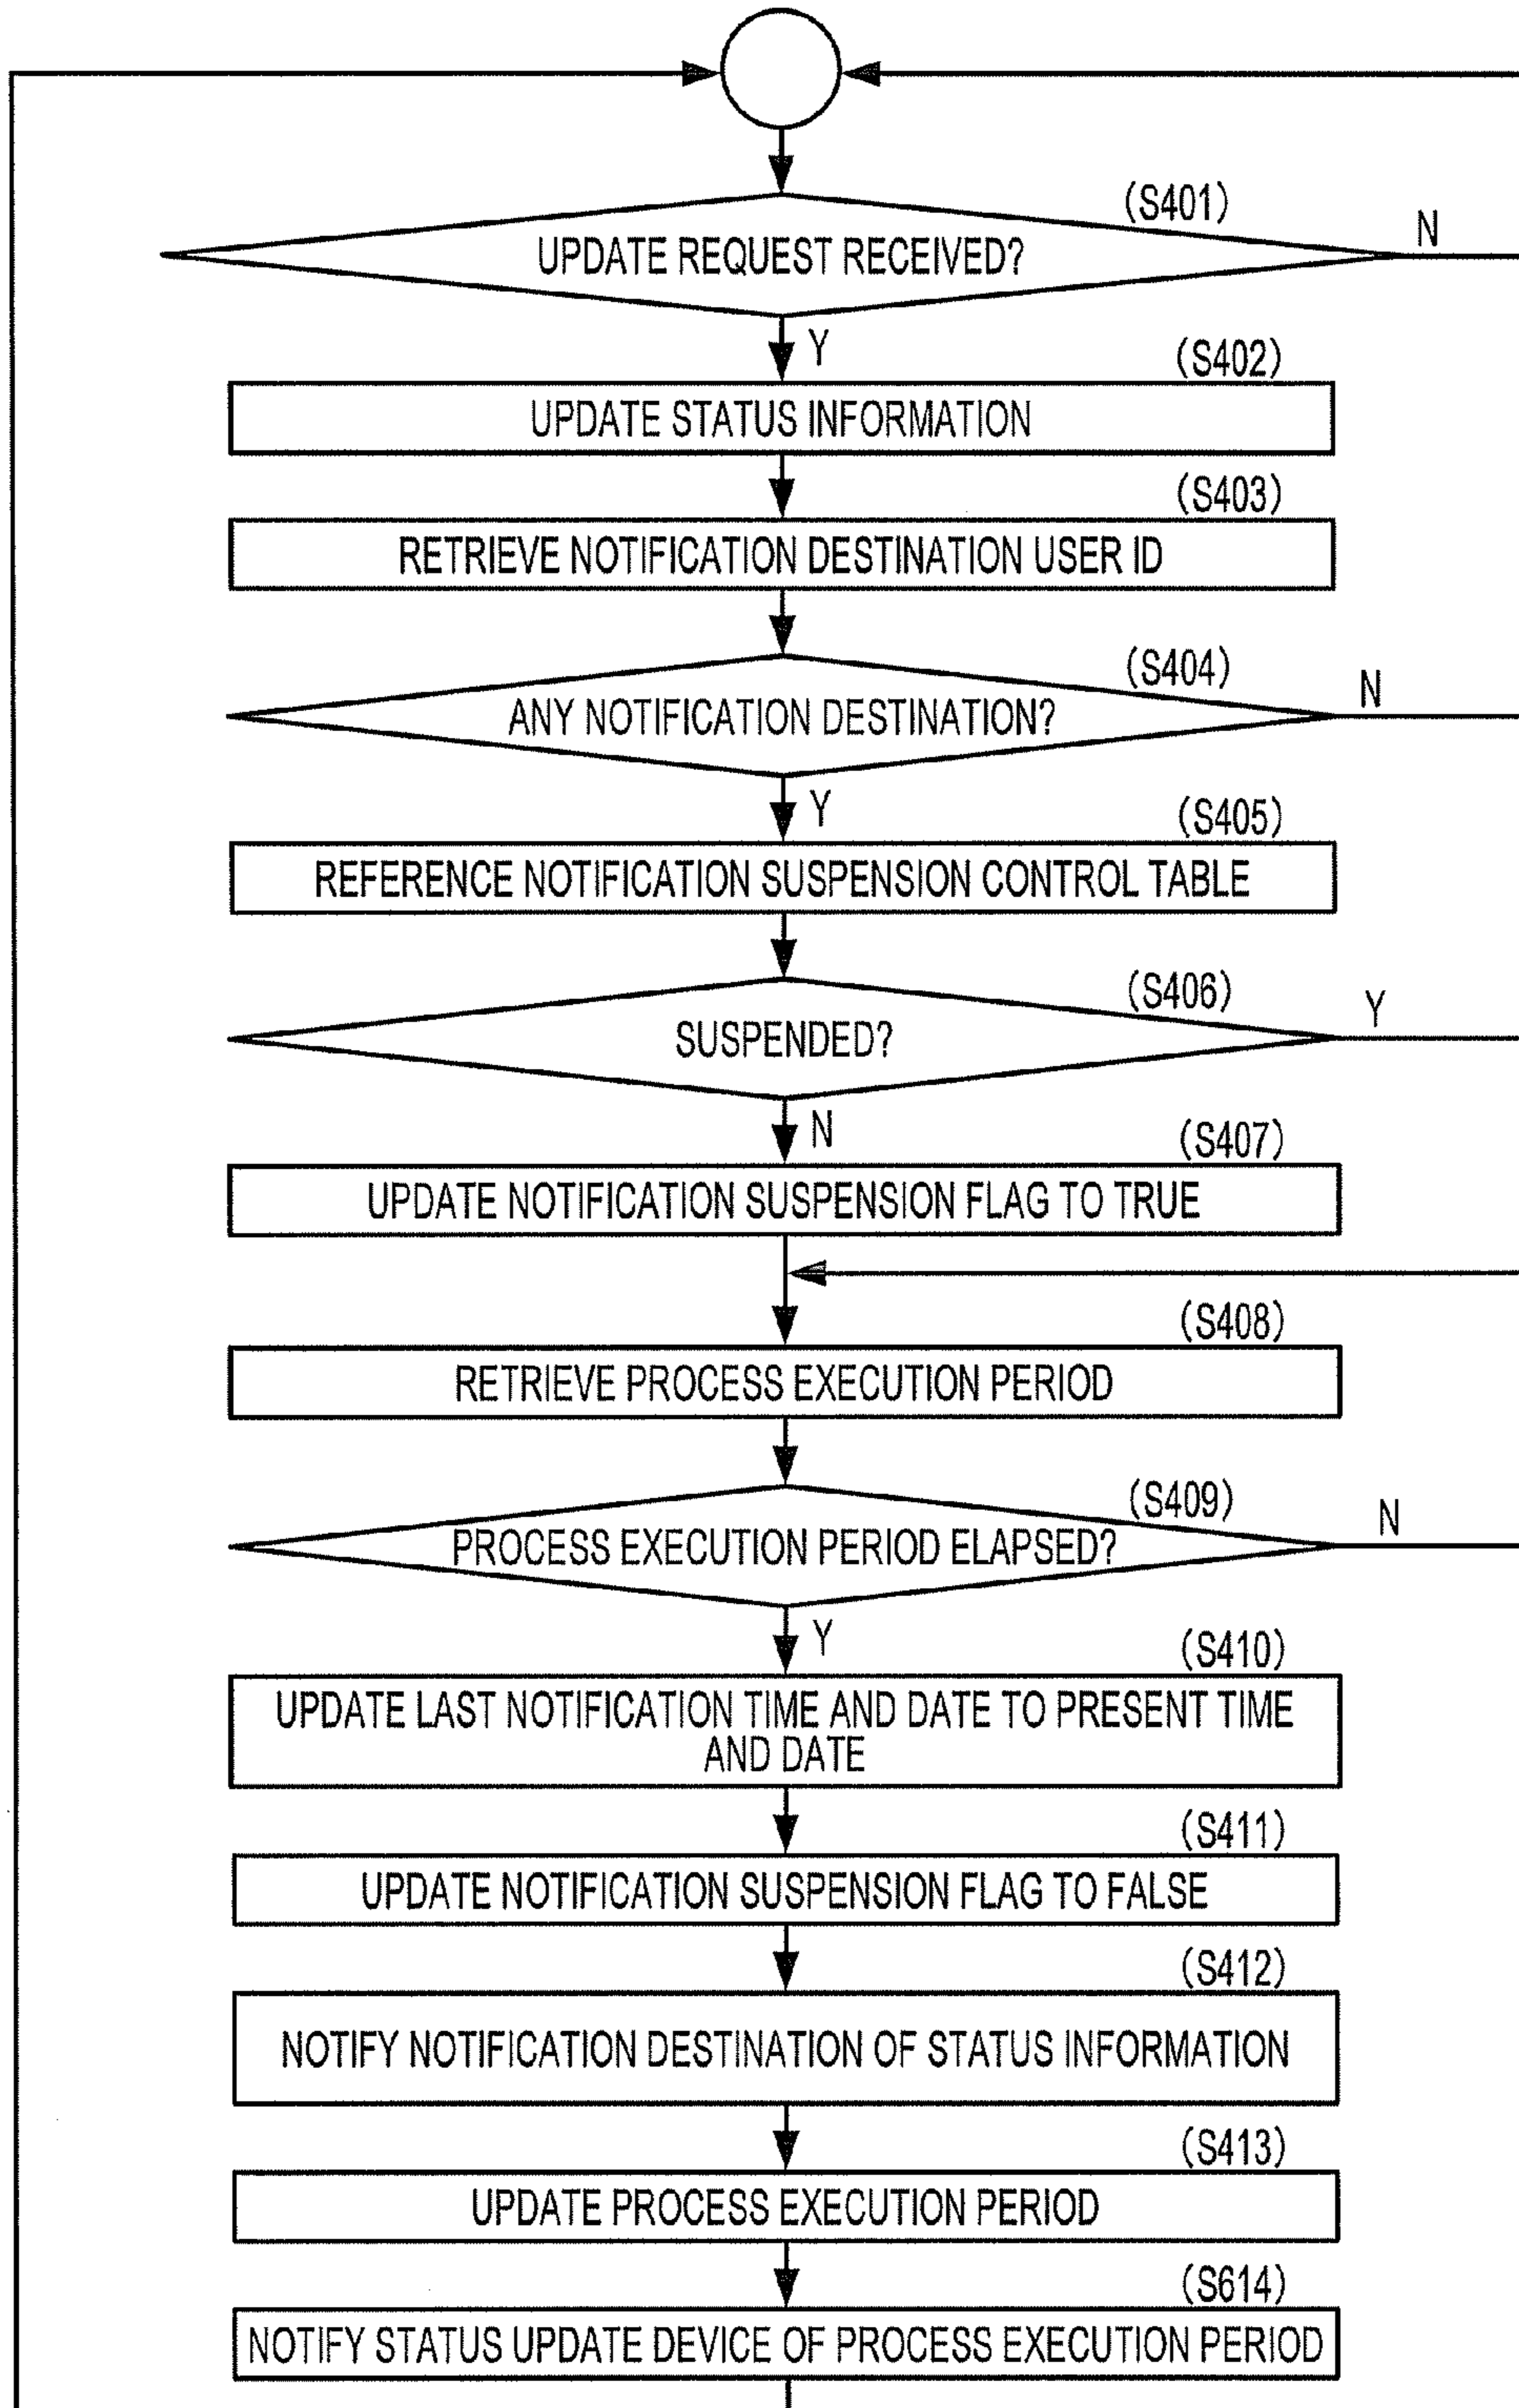 (S401)
UPDATE REQUEST RECEIVED?
N
Y
(S402)
UPDATE STATUS INFORMATION
(S403)
RETRIEVE NOTIFICATION DESTINATION USER ID
(S404)
ANY NOTIFICATION DESTINATION?
N
Y
(S405)
REFERENCE NOTIFICATION SUSPENSION CONTROL TABLE
(S406)
SUSPENDED?
Y
N
(S407)
UPDATE NOTIFICATION SUSPENSION FLAG TO TRUE
(S408)
RETRIEVE PROCESS EXECUTION PERIOD
(S409)
PROCESS EXECUTION PERIOD ELAPSED?
N
Y
(S410)
UPDATE LAST NOTIFICATION TIME AND DATE TO PRESENT TIME
AND DATE
(S411)
UPDATE NOTIFICATION SUSPENSION FLAG TO FALSE
(S412)
NOTIFY NOTIFICATION DESTINATION OF STATUS INFORMATION
(S413)
UPDATE PROCESS EXECUTION PERIOD
(S614)
NOTIFY STATUS UPDATE DEVICE OF PROCESS EXECUTION PERIOD